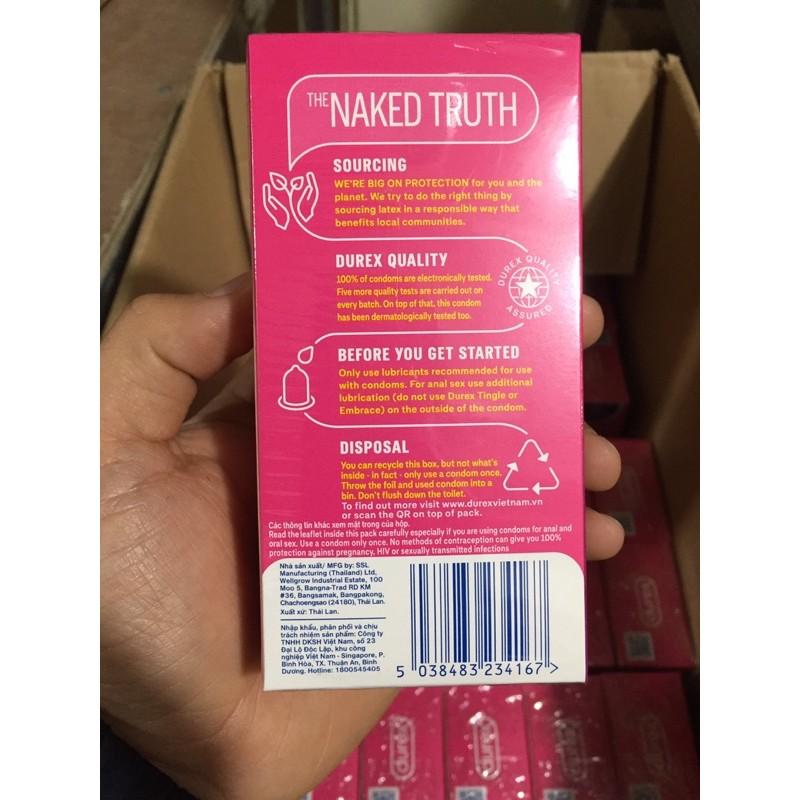 THE NAKED TRUTH
SOURCING
WE'RE BIG ON PROTECTION for you and the
planet. We try to do the right thing by
sourcing latex in a responsible way that
benefits local communities.
DUREX QUALITY
100% of condoms are electronically tested.
Five more quality tests are carried out on
every batch. On top of that, this condom
has been dermatologically tested too.
DUREX QUALITY
ASSURED
BEFORE YOU GET STARTED
Only use lubricants recommended for use
with condoms. For anal sex use additional
lubrication (do not use Durex Tingle or
Embrace) on the outside of the condom.
DISPOSAL
You can recycle this box, but not what's
inside - in fact - only use a condom once.
Throw the foil and used condom into a
bin. Don't flush down the toilet.
To find out more visit www.durexvietnam.vn
or scan the QR on top of pack.
Các thông tin khác xem mặt trong của hộp.
Read the leaflet inside this pack carefully especially if you are using condoms for anal and
oral sex. Use a condom only once. No methods of contraception can give you 100%
protection against pregnancy, HIV or sexually transmitted infections
Nhà sản xuất/ MFG by: SSL
Manufacturing (Thailand) Ltd,
Wellgrow Industrial Estate, 100
Moo 5, Bangna-Trad RD KM
#36, Bangsamak, Bangpakong,
Chachoengsao (24180), Thái Lan.
Xuất xứ: Thái Lan.
Nhập khẩu, phân phối và chịu
trách nhiệm sản phẩm: Công ty
TNHH DKSH Việt Nam, số 23
Đại Lộ Độc Lập, khu công
nghiệp Việt Nam - Singapore, P.
Bình Hòa, TX. Thuận An, Bình
Dương. Hotline: 1800545405
5 038483 234167 >
durex
durex
durex